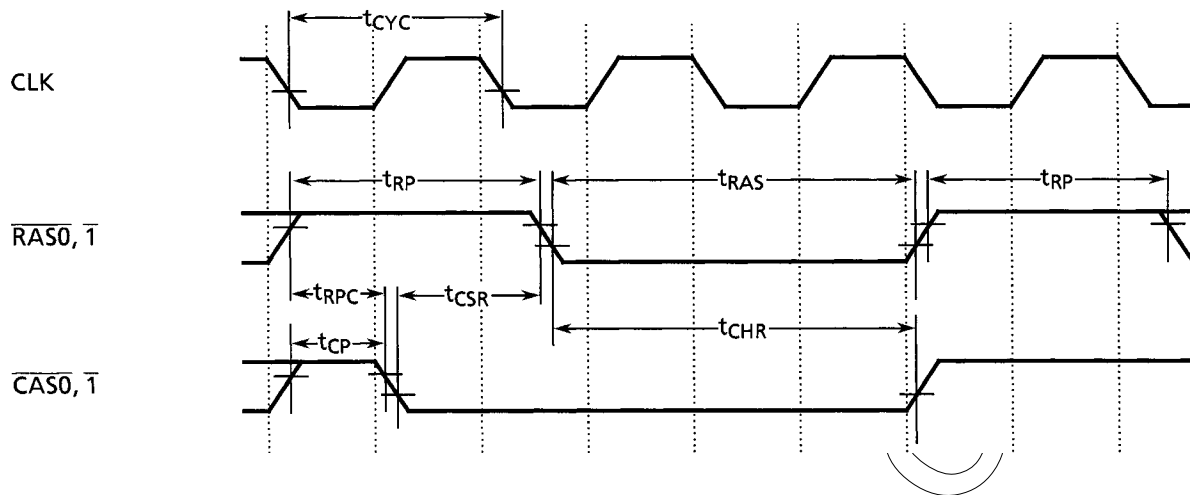 tCYC
CLK
tRP tRAS tRP
RAS0, 1
tRPC tCSR
tCHR
tCP
CAS0, 1